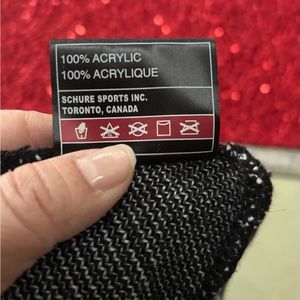 100% ACRYLIC
100% ACRYLIQUE
SCHURE SPORTS INC.
TORONTO, CANADA